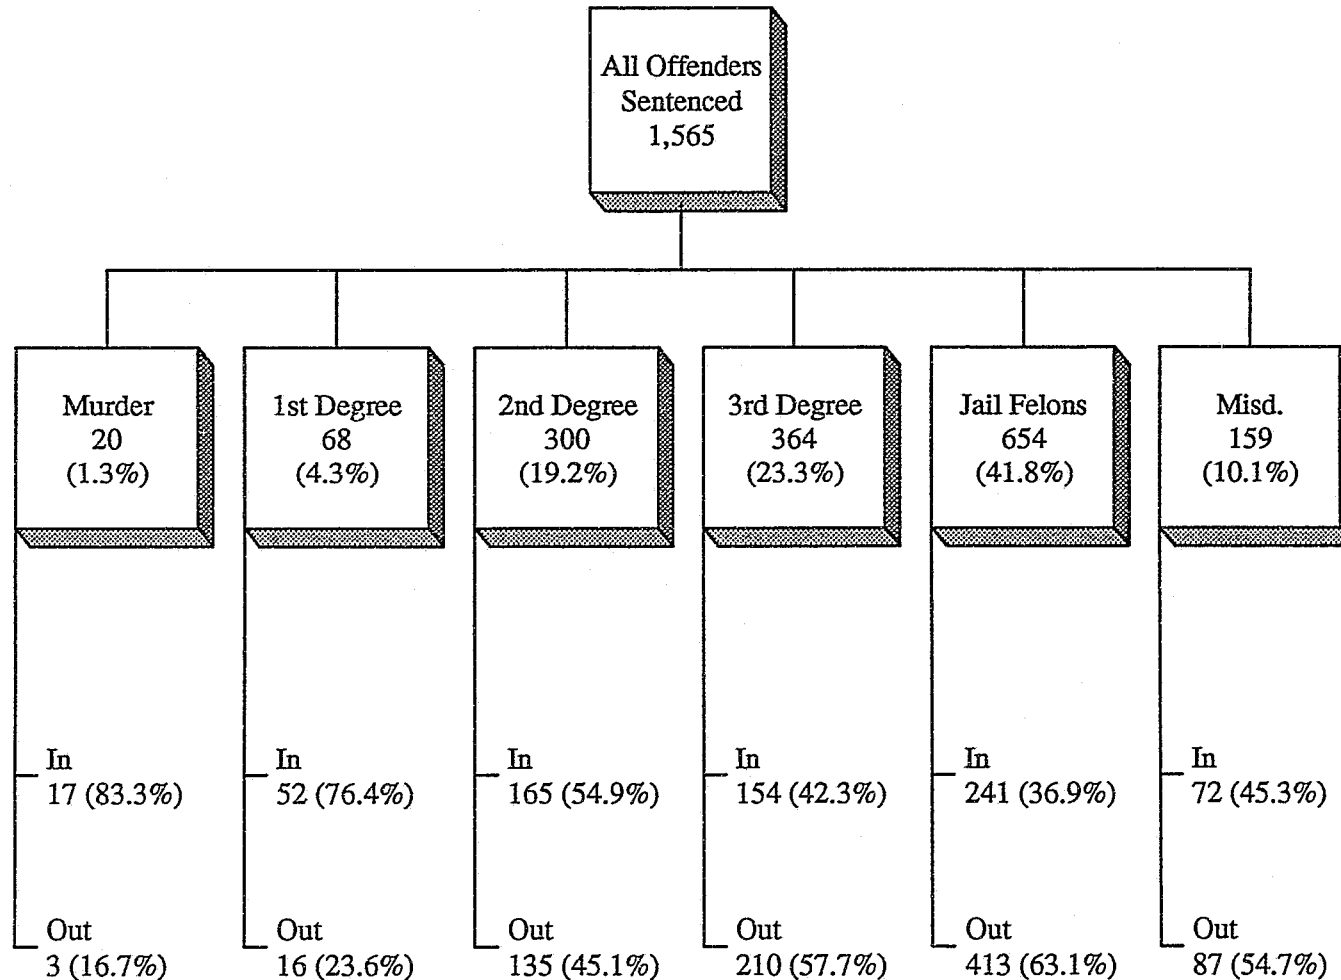 All Offenders
Sentenced
1,565
Murder
20
(1.3%)
1st Degree
68
(4.3%)
2nd Degree
300
(19.2%)
3rd Degree
364
(23.3%)
Jail Felons
654
(41.8%)
Misd.
159
(10.1%)
In
17 (83.3%)
In
52 (76.4%)
In
165 (54.9%)
In
154 (42.3%)
In
241 (36.9%)
In
72 (45.3%)
Out
3 (16.7%)
Out
16 (23.6%)
Out
135 (45.1%)
Out
210 (57.7%)
Out
413 (63.1%)
Out
87 (54.7%)